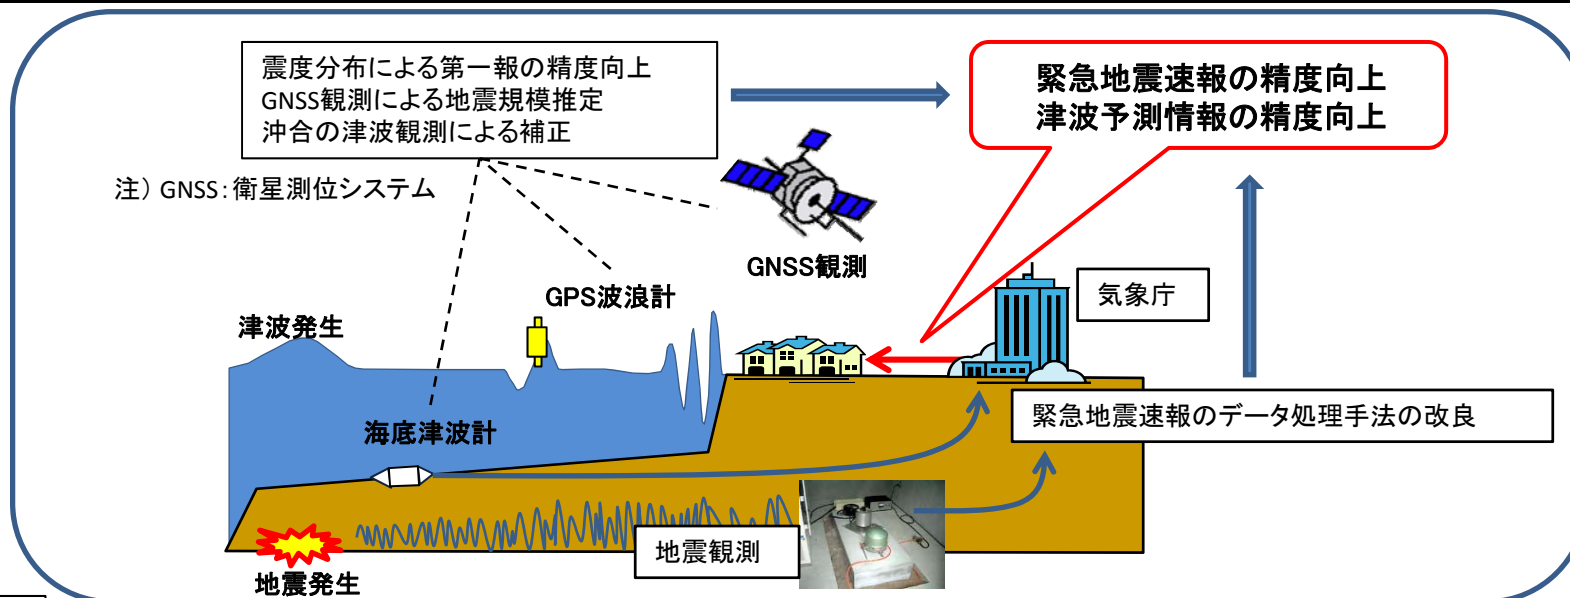 震度分布による第一報の精度向上
GNSS観測による地震規模推定
沖合の津波観測による補正
緊急地震速報の精度向上
津波予測情報の精度向上
注）GNSS：衛星測位システム
GNSS観測
GPS波浪計
気象庁
津波発生
緊急地震速報のデータ処理手法の改良
海底津波計
地震観測
地震発生